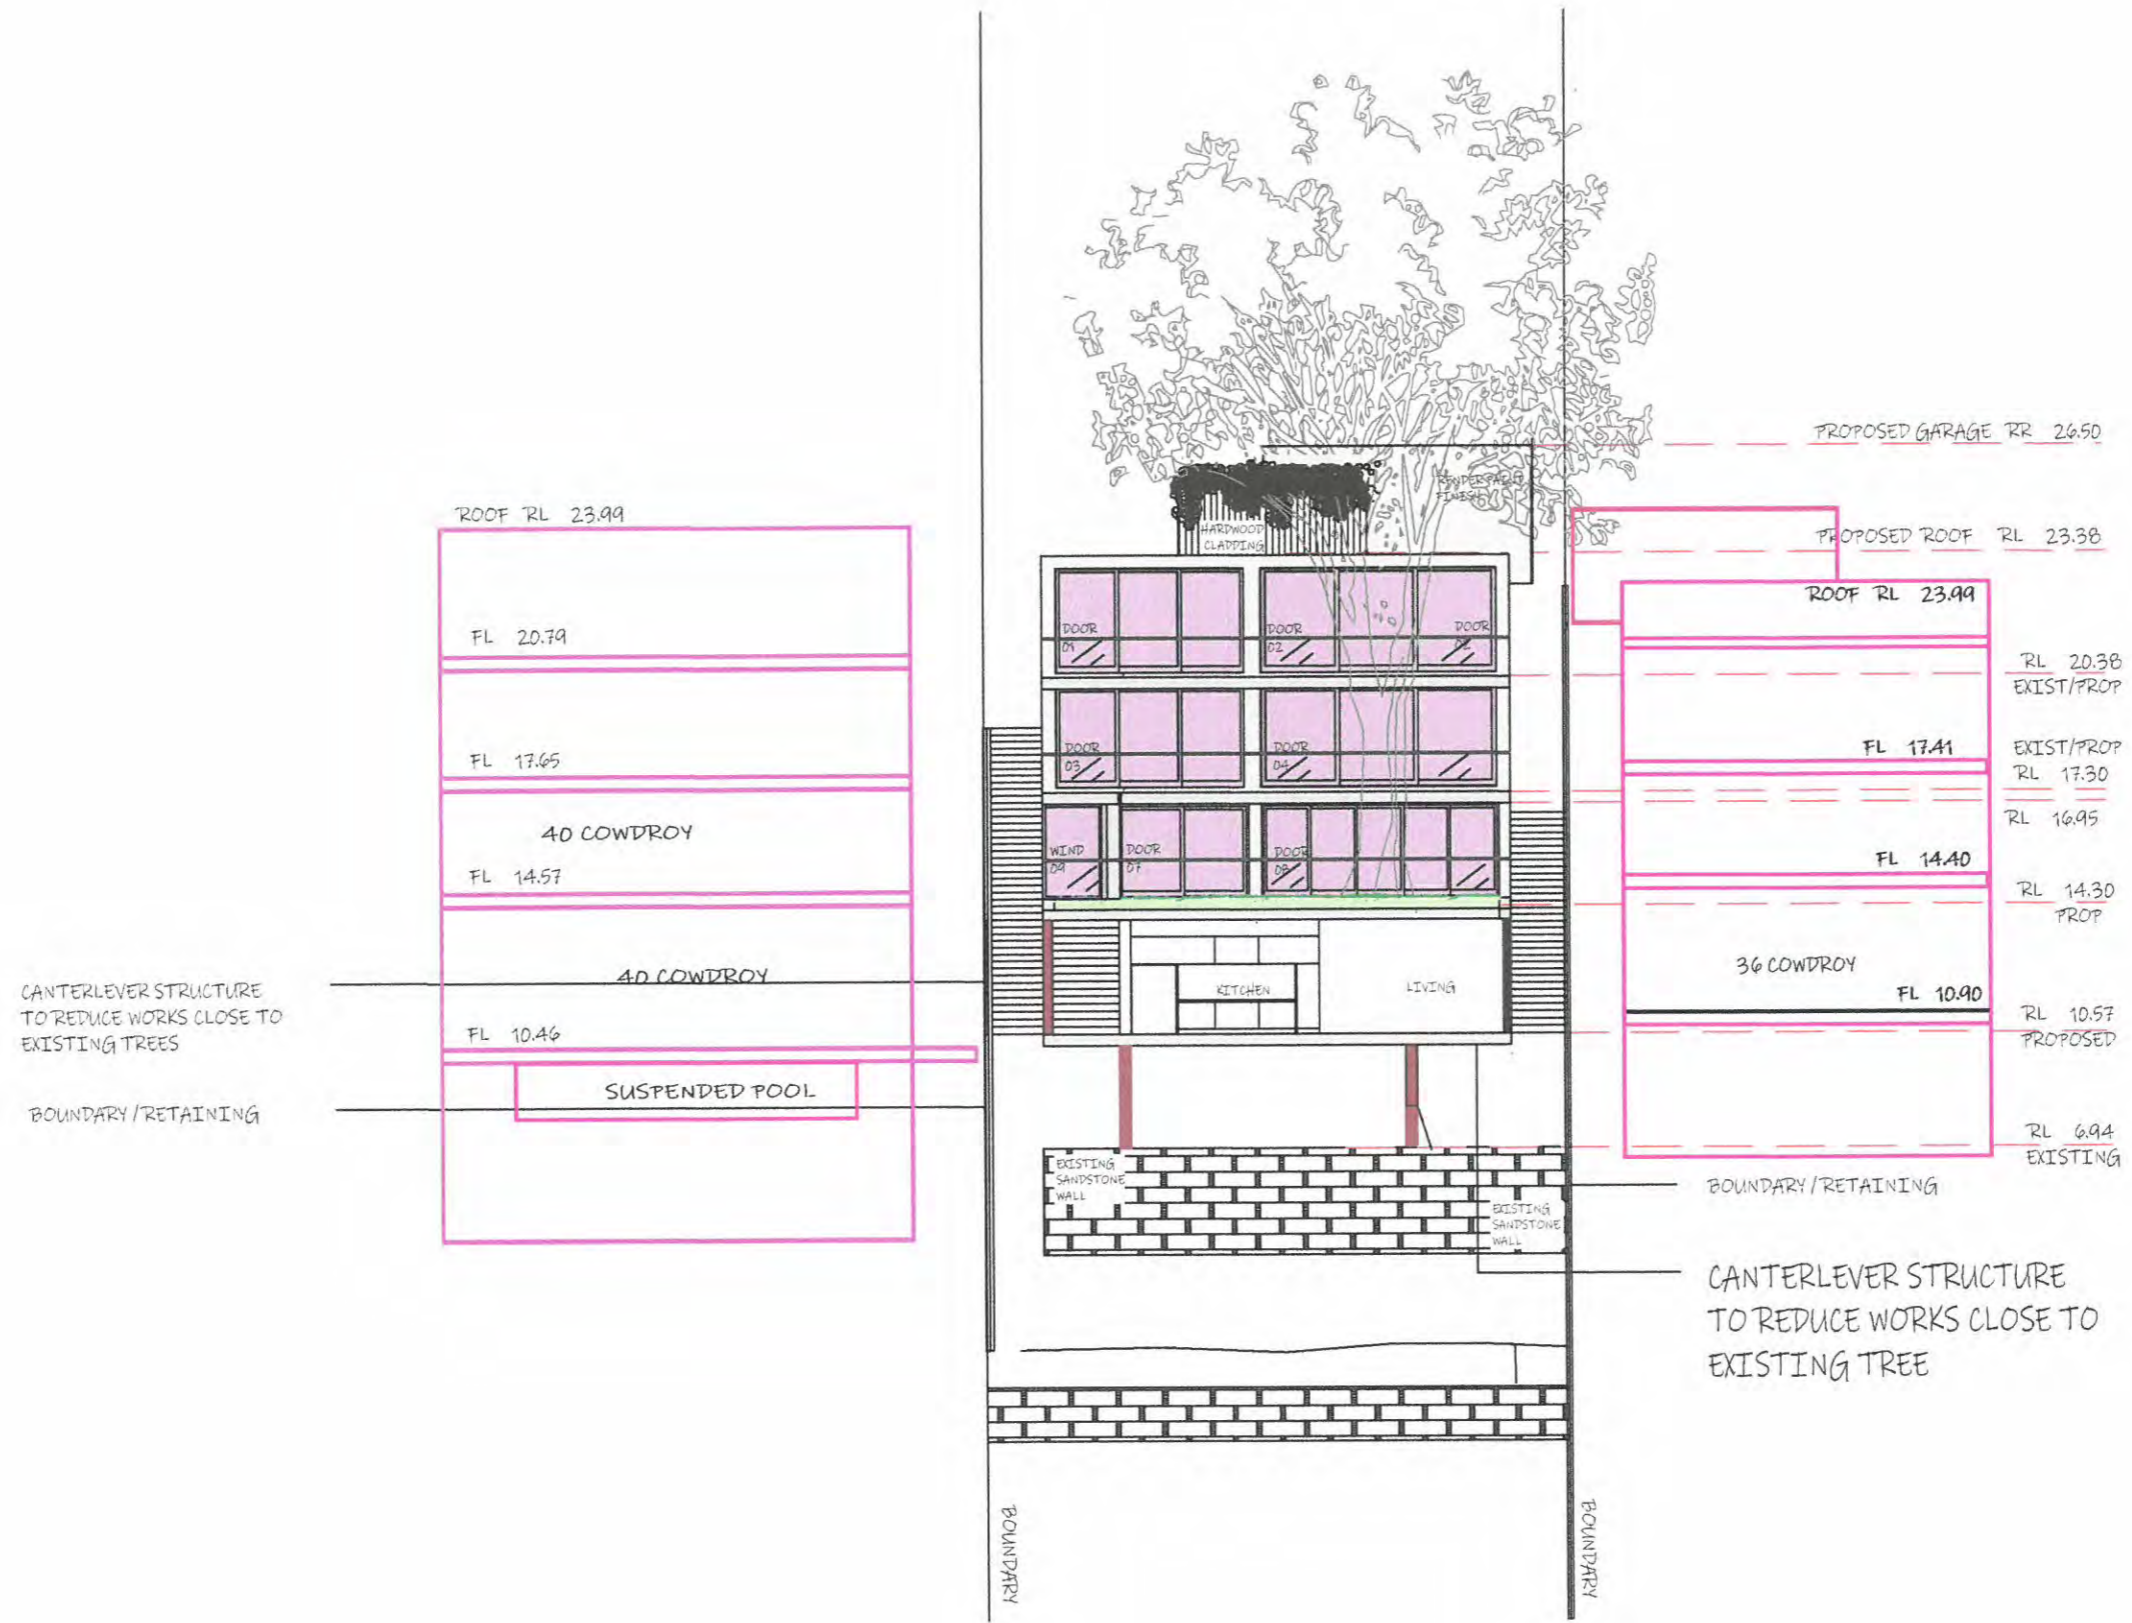 PROPOSED GARAGE RR 26.50
ROOF RL 23.99
HARDWOOD
CLADDING
FINISH
PROPOSED ROOF RL 23.38
ROOF RL 23.99
FL 20.79
DOOR
01
DOOR
02
DOOR
02
RL 20.38
EXIST/PROP
FL 17.65
DOOR
03
DOOR
04
FL 17.41
EXIST/PROP
RL 17.30
RL 16.95
40 COWDROY
WIND
09
DOOR
07
DOOR
08
FL 14.57
FL 14.40
RL 14.30
PROP
40 COWDROY
KITCHEN
LIVING
36 COWDROY
FL 10.90
CANTERLEVER STRUCTURE
TO REDUCE WORKS CLOSE TO
EXISTING TREES
FL 10.46
RL 10.57
PROPOSED
SUSPENDED POOL
BOUNDARY/RETAINING
RL 6.94
EXISTING
EXISTING
SANDSTONE
WALL
EXISTING
SANDSTONE
WALL
BOUNDARY/RETAINING
CANTERLEVER STRUCTURE
TO REDUCE WORKS CLOSE TO
EXISTING TREE
BOUNDARY
BOUNDARY